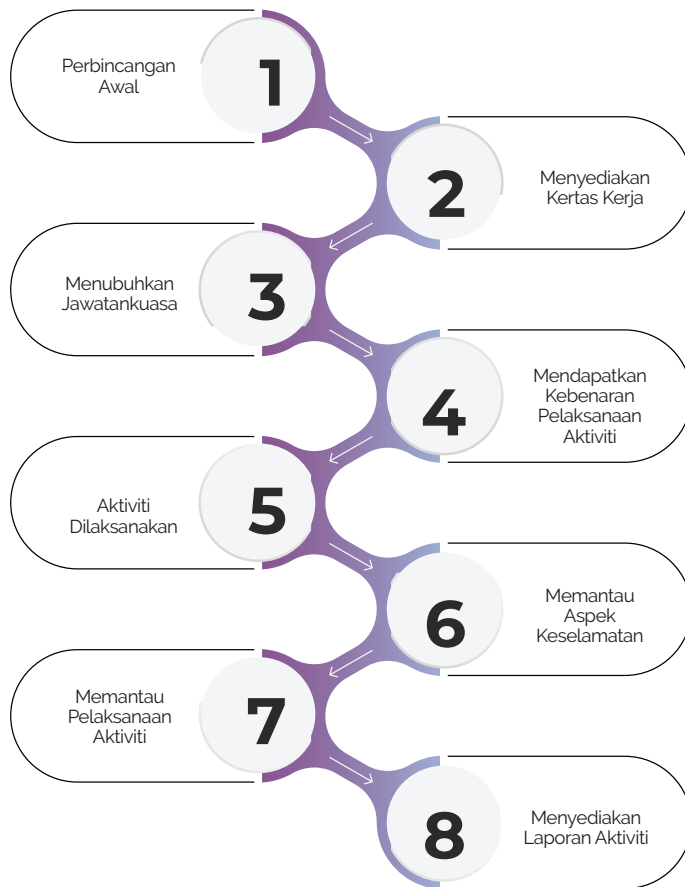 Perbincangan
Awal
1
2
Menyediakan
Kertas Kerja
Menubuhkan
Jawatankuasa
3
4
Mendapatkan
Kebenaran
Pelaksanaan
Aktiviti
Aktiviti
Dilaksanakan
5
6
Memantau
Aspek
Keselamatan
Memantau
Pelaksanaan
Aktiviti
7
8
Menyediakan
Laporan Aktiviti